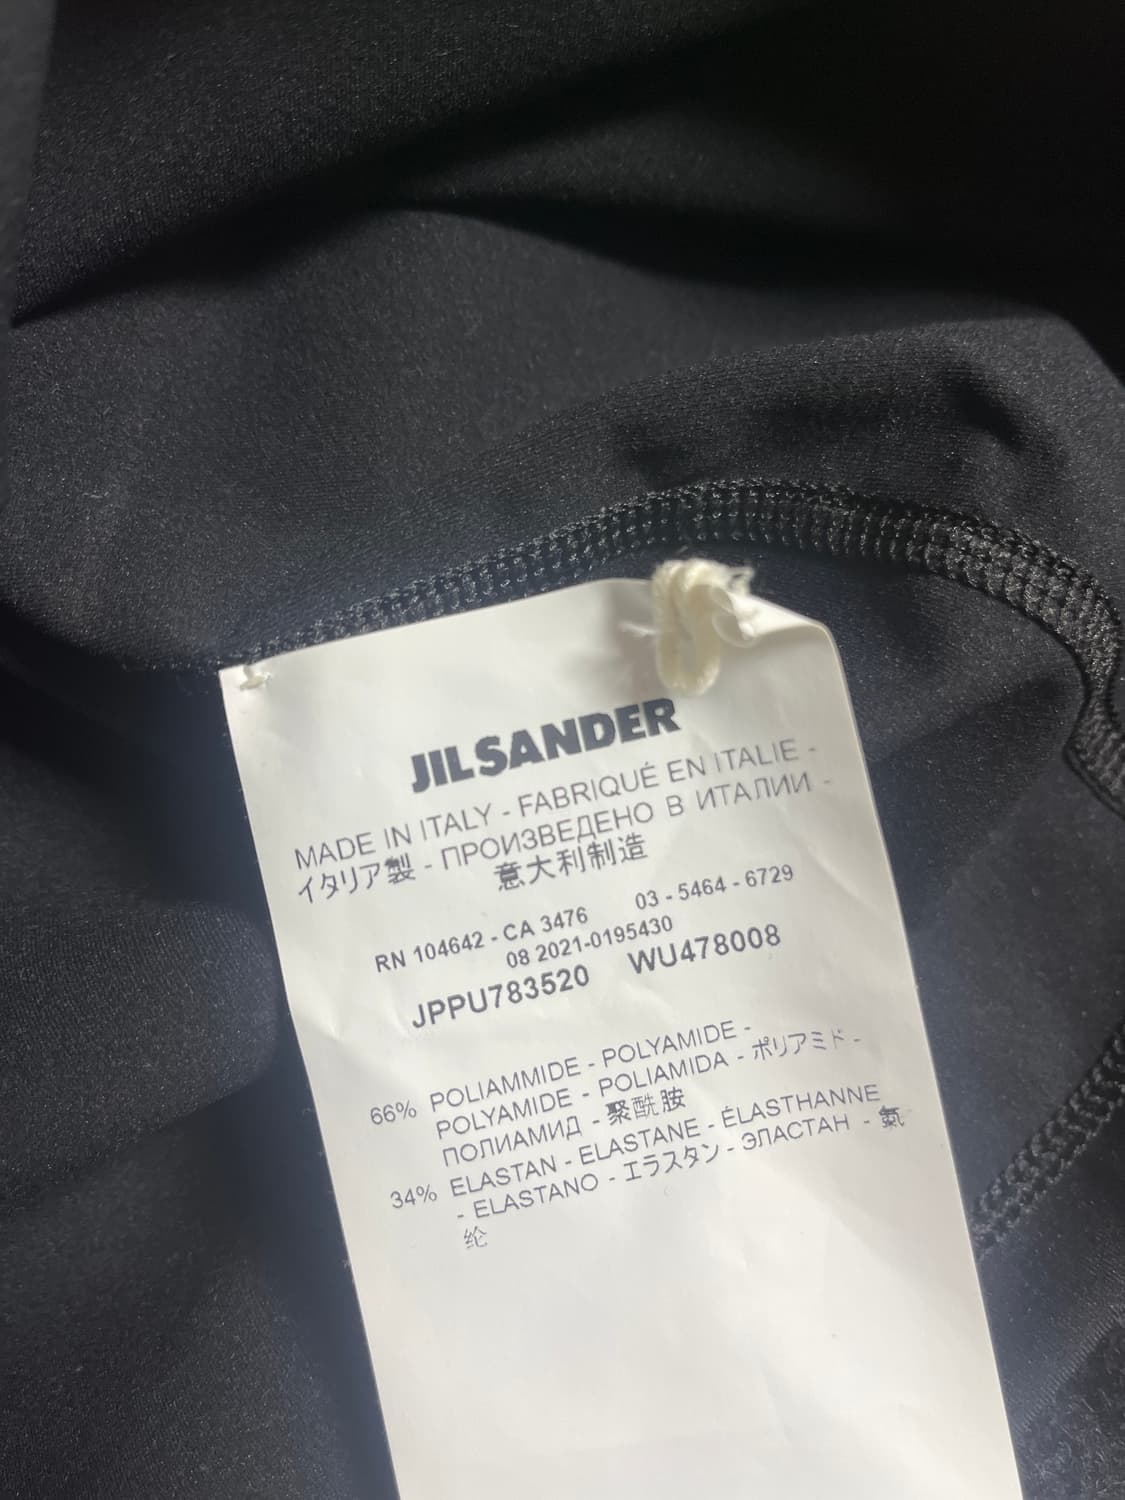 JIL SANDER
MADE IN ITALY - FABRIQUÉ EN ITALIE -
イタリア製 - ПРОИЗВЕДЕНО В ИТАЛИИ -
意大利制造
RN 104642 - CA 3476 03 - 5464 - 6729
08 2021-0195430
JPPU783520 WU478008
66% POLIAMMIDE - POLYAMIDE -
POLYAMIDE - POLIAMIDA - ポリアミド -
ПОЛИАМИД - 聚酰胺
34% ELASTAN - ELASTANE - ÉLASTHANNE
- ELASTANO - エラスタン - ЭЛАСТАН - 氨
纶